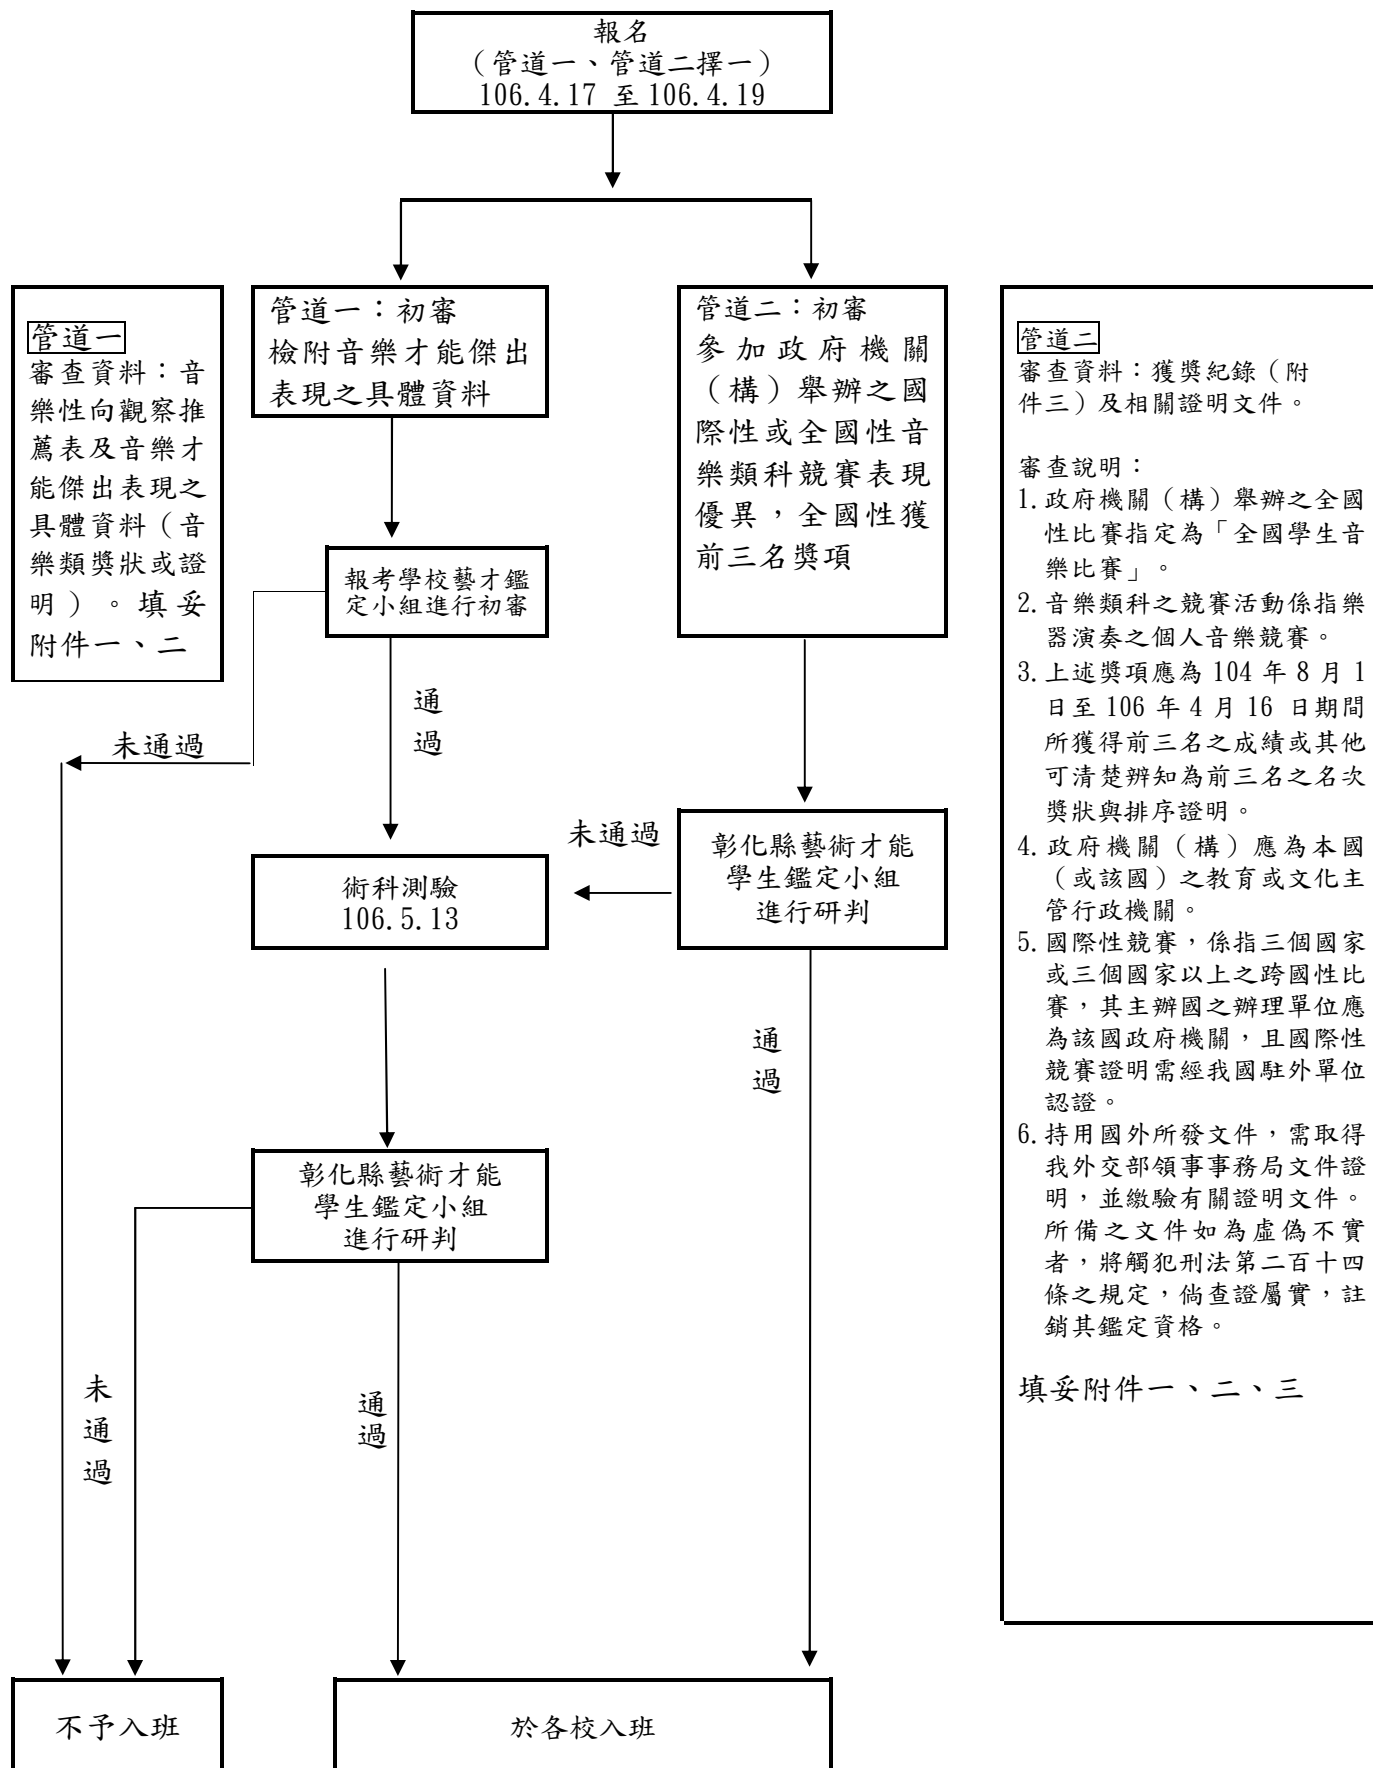 報名
（管道一、管道二擇一）
106.4.17 至 106.4.19
管道一
審查資料：音
樂性向觀察推
薦表及音樂才
能傑出表現之
具體資料（音
樂類獎狀或證
明）。填妥
附件一、二
管道一：初審
檢附音樂才能傑出
表現之具體資料
管道二：初審
參加政府機關
（構）舉辦之國
際性或全國性音
樂類科競賽表現
優異，全國性獲
前三名獎項
管道二
審查資料：獲獎紀錄（附
件三）及相關證明文件。
審查說明：
1.政府機關（構）舉辦之全國
性比賽指定為「全國學生音
樂比賽」。
2.音樂類科之競賽活動係指樂
器演奏之個人音樂競賽。
3.上述獎項應為 104 年 8 月 1
日至 106 年 4 月 16 日期間
所獲得前三名之成績或其他
可清楚辨知為前三名之名次
獎狀與排序證明。
4.政府機關（構）應為本國
（或該國）之教育或文化主
管行政機關。
5.國際性競賽，係指三個國家
或三個國家以上之跨國性比
賽，其主辦國之辦理單位應
為該國政府機關，且國際性
競賽證明需經我國駐外單位
認證。
6.持用國外所發文件，需取得
我外交部領事事務局文件證
明，並繳驗有關證明文件。
所備之文件如為虛偽不實
者，將觸犯刑法第二百十四
條之規定，倘查證屬實，註
銷其鑑定資格。
填妥附件一、二、三
報考學校藝才鑑
定小組進行初審
通
過
未通過
術科測驗
106.5.13
未通過
彰化縣藝術才能
學生鑑定小組
進行研判
通
過
彰化縣藝術才能
學生鑑定小組
進行研判
未
通
過
通
過
不予入班
於各校入班